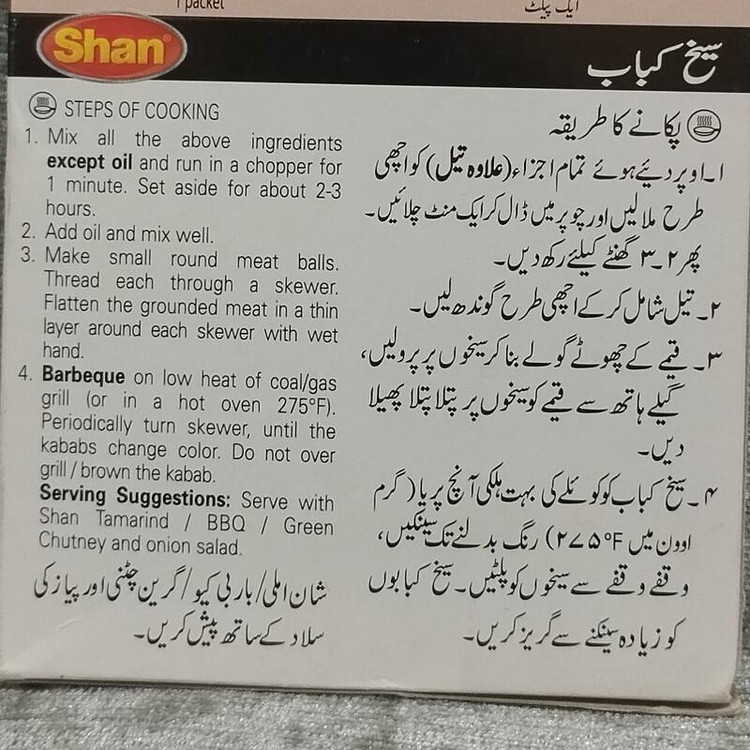 1 packet
ایک پیکٹ
Shan
سیخ کباب
STEPS OF COOKING
1. Mix all the above ingredients
except oil and run in a chopper for
1 minute. Set aside for about 2-3
hours.
2. Add oil and mix well.
3. Make small round meat balls.
Thread each through a skewer.
Flatten the grounded meat in a thin
layer around each skewer with wet
hand.
4. Barbeque on low heat of coal/gas
grill (or in a hot oven 275°F).
Periodically turn skewer, until the
kababs change color. Do not over
grill / brown the kabab.
Serving Suggestions: Serve with
Shan Tamarind / BBQ / Green
Chutney and onion salad.
پکانے کا طریقہ
۱۔ اوپر دیئے ہوئے تمام اجزاء (علاوہ تیل) کو اچھی
طرح ملا لیں اور چوپر میں ڈال کر ایک منٹ چلائیں۔
پھر ۲۔۳ گھنٹے کیلئے رکھ دیں۔
۲۔ تیل شامل کر کے اچھی طرح گوندھ لیں۔
۳۔ قیمے کے چھوٹے گولے بنا کر سیخوں پر پرولیں،
گیلے ہاتھ سے قیمے کو سیخوں پر پتلا پتلا پھیلا
دیں۔
۴۔ سیخ کباب کو کوئلے کی بہت ہلکی آنچ پر یا (گرم
اوون میں ۲۷۵°F) رنگ بدلنے تک سینکیں،
وقفے وقفے سے سیخوں کو پلٹیں۔ سیخ کبابوں
کو زیادہ سینکنے سے گریز کریں۔
شان املی/ بار بی کیو / گرین چٹنی اور پیاز کی
سلاد کے ساتھ پیش کریں۔